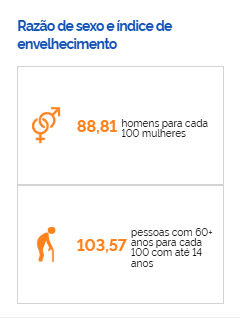 Razão de sexo e índice de
envelhecimento
88,81 homens para cada
100 mulheres
103,57 pessoas com 60+
anos para cada
100 com até 14
anos